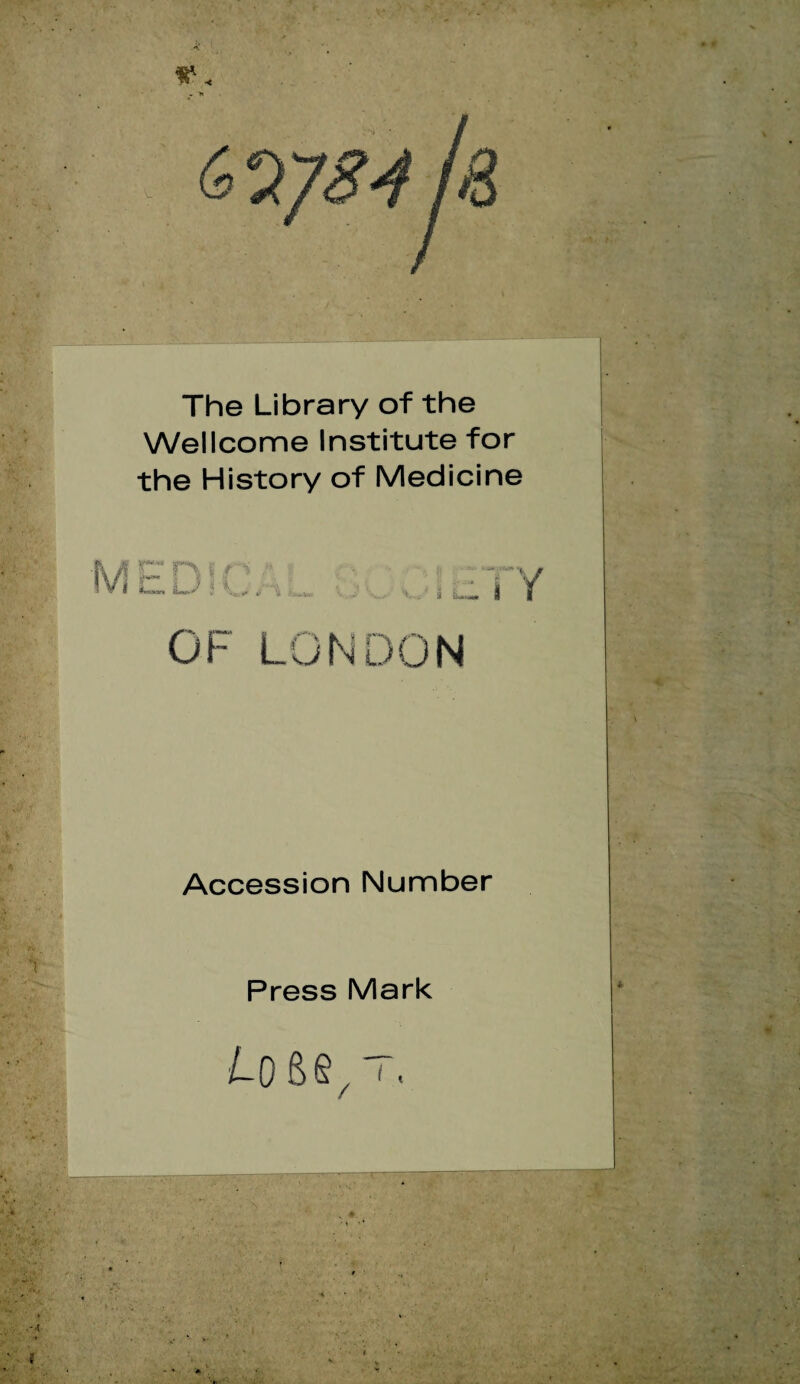 62784/B
The Library of the
Wellcome Institute for
the History of Medicine
MEDICAL SOCIETY
OF LONDON
Accession Number
Press Mark
LOBB, T.